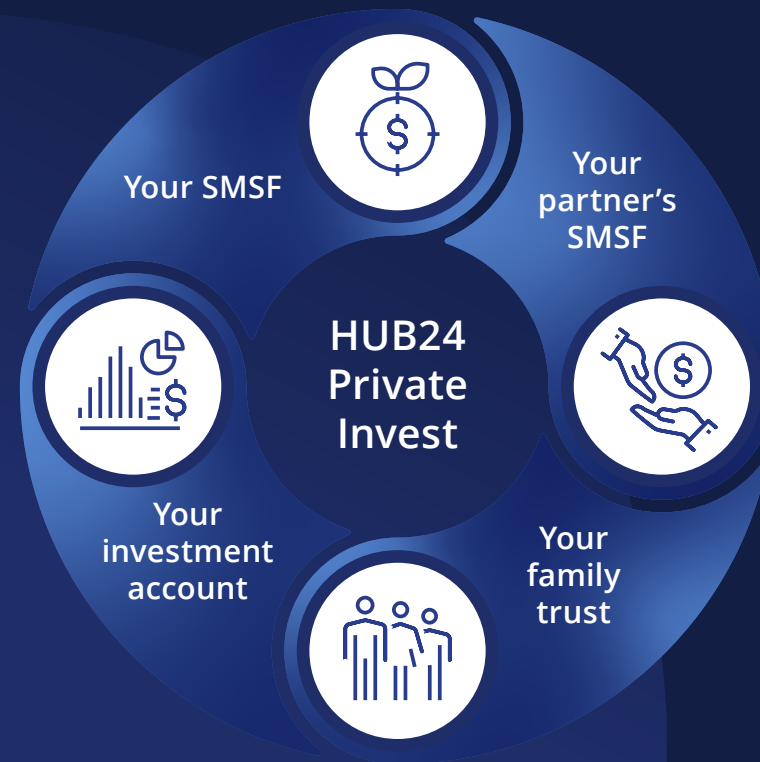 Your SMSF
Your
partner’s
SMSF
HUB24
Private
Invest
Your
investment
account
Your
family
trust